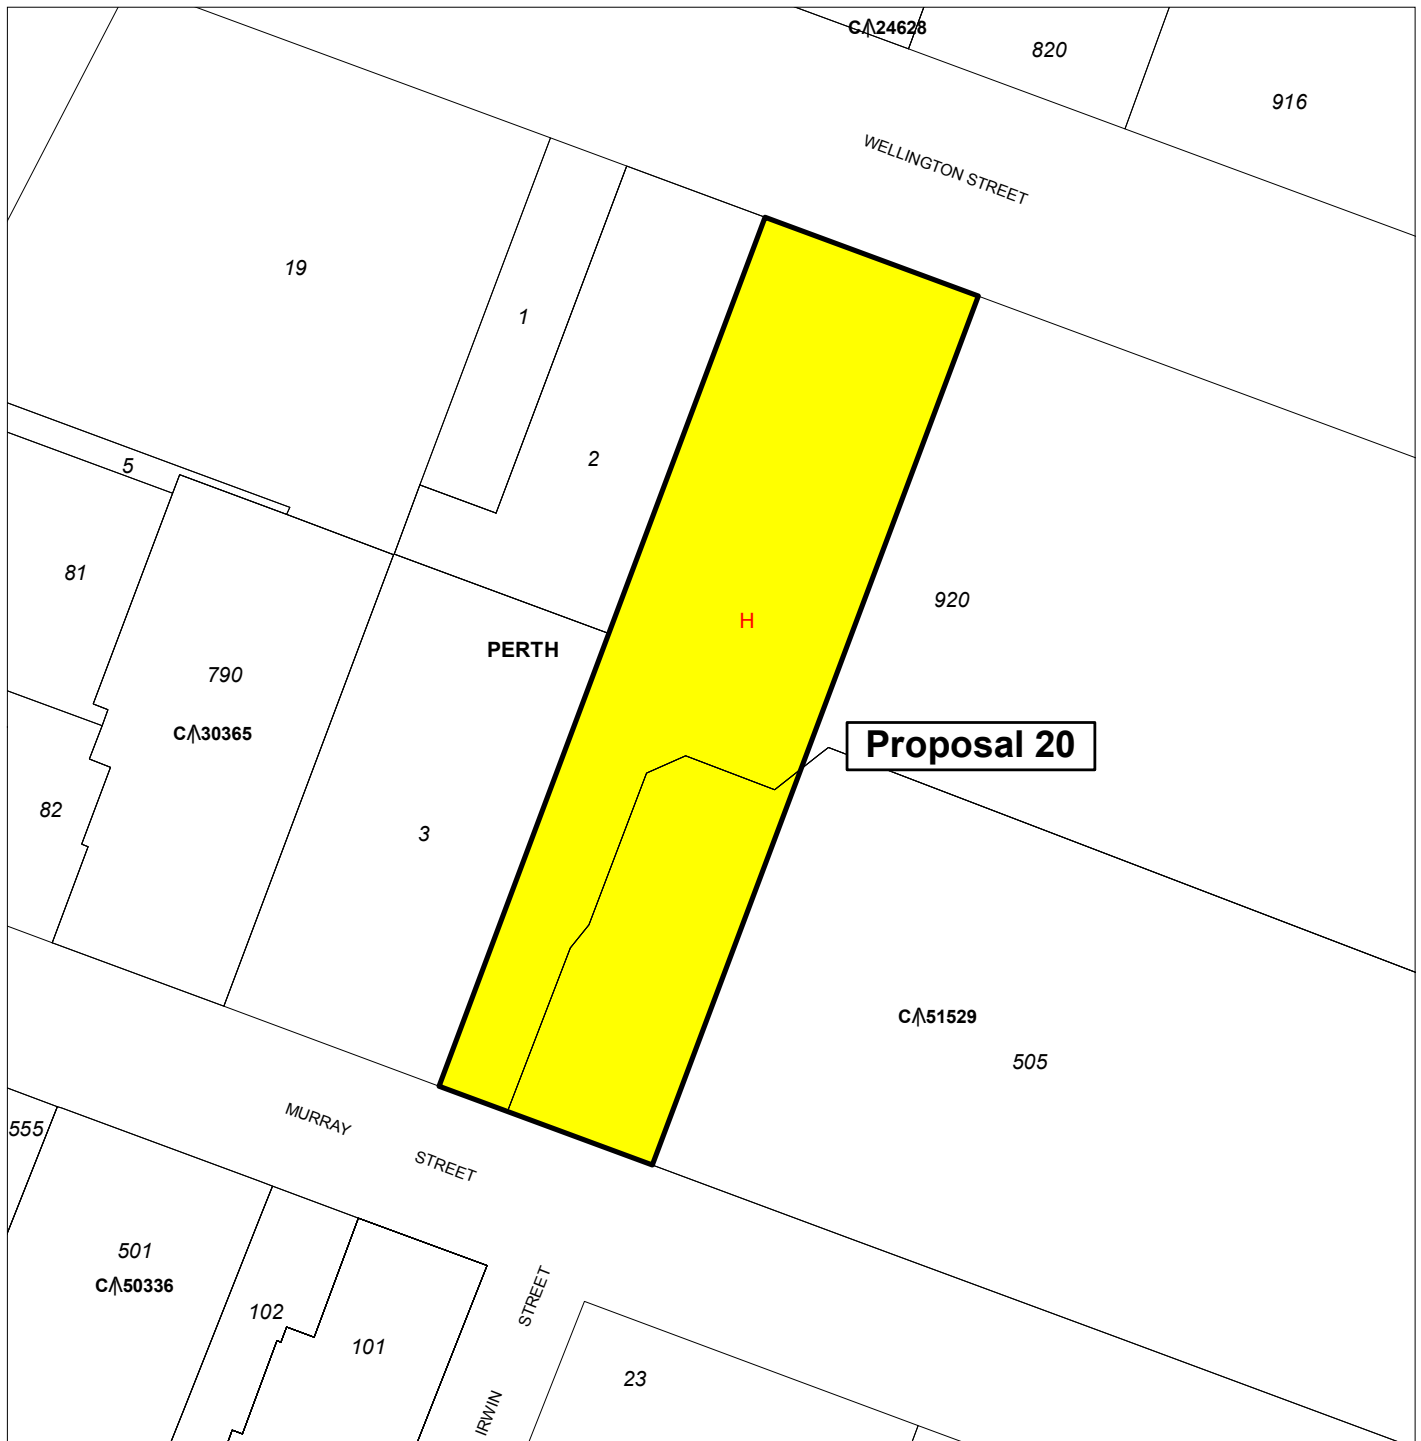 C/\24628
820
916
WELLINGTON STREET
19
1
2
5
81
H
920
PERTH
790
C/\30365
Proposal 20
82
3
C/\51529
505
MURRAY STREET
555
501
C/\50336
102
101
IRWIN STREET
23